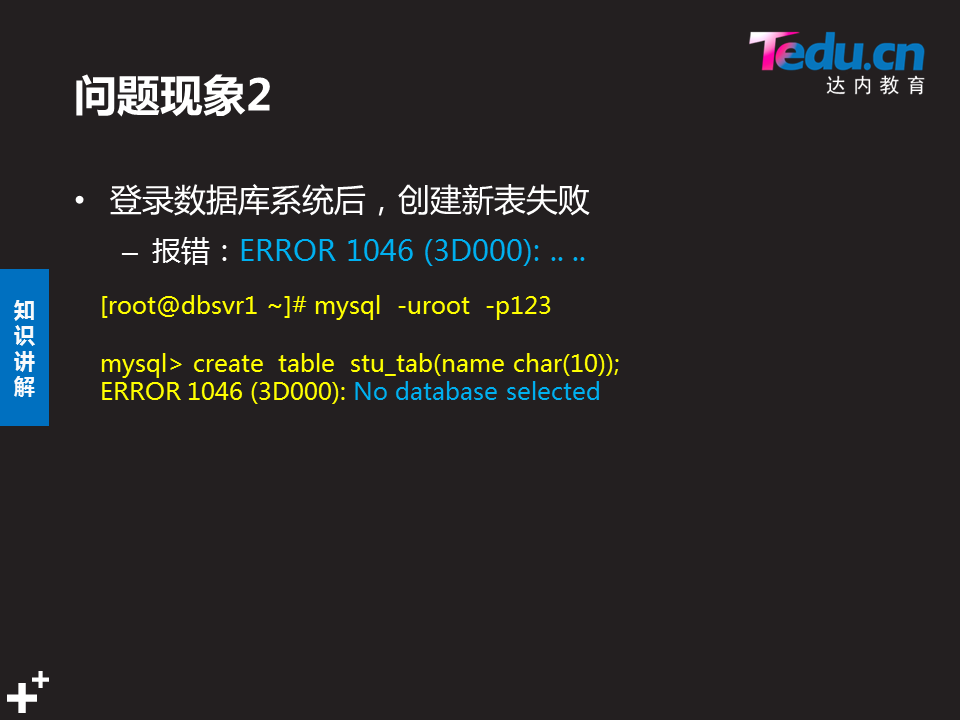 Tedu.cn
达内教育
问题现象2
• 登录数据库系统后，创建新表失败
– 报错：ERROR 1046 (3D000): .. ..
[root@dbsvr1 ~]# mysql  -uroot  -p123
mysql> create  table  stu_tab(name char(10));
ERROR 1046 (3D000): No database selected
知
识
讲
解